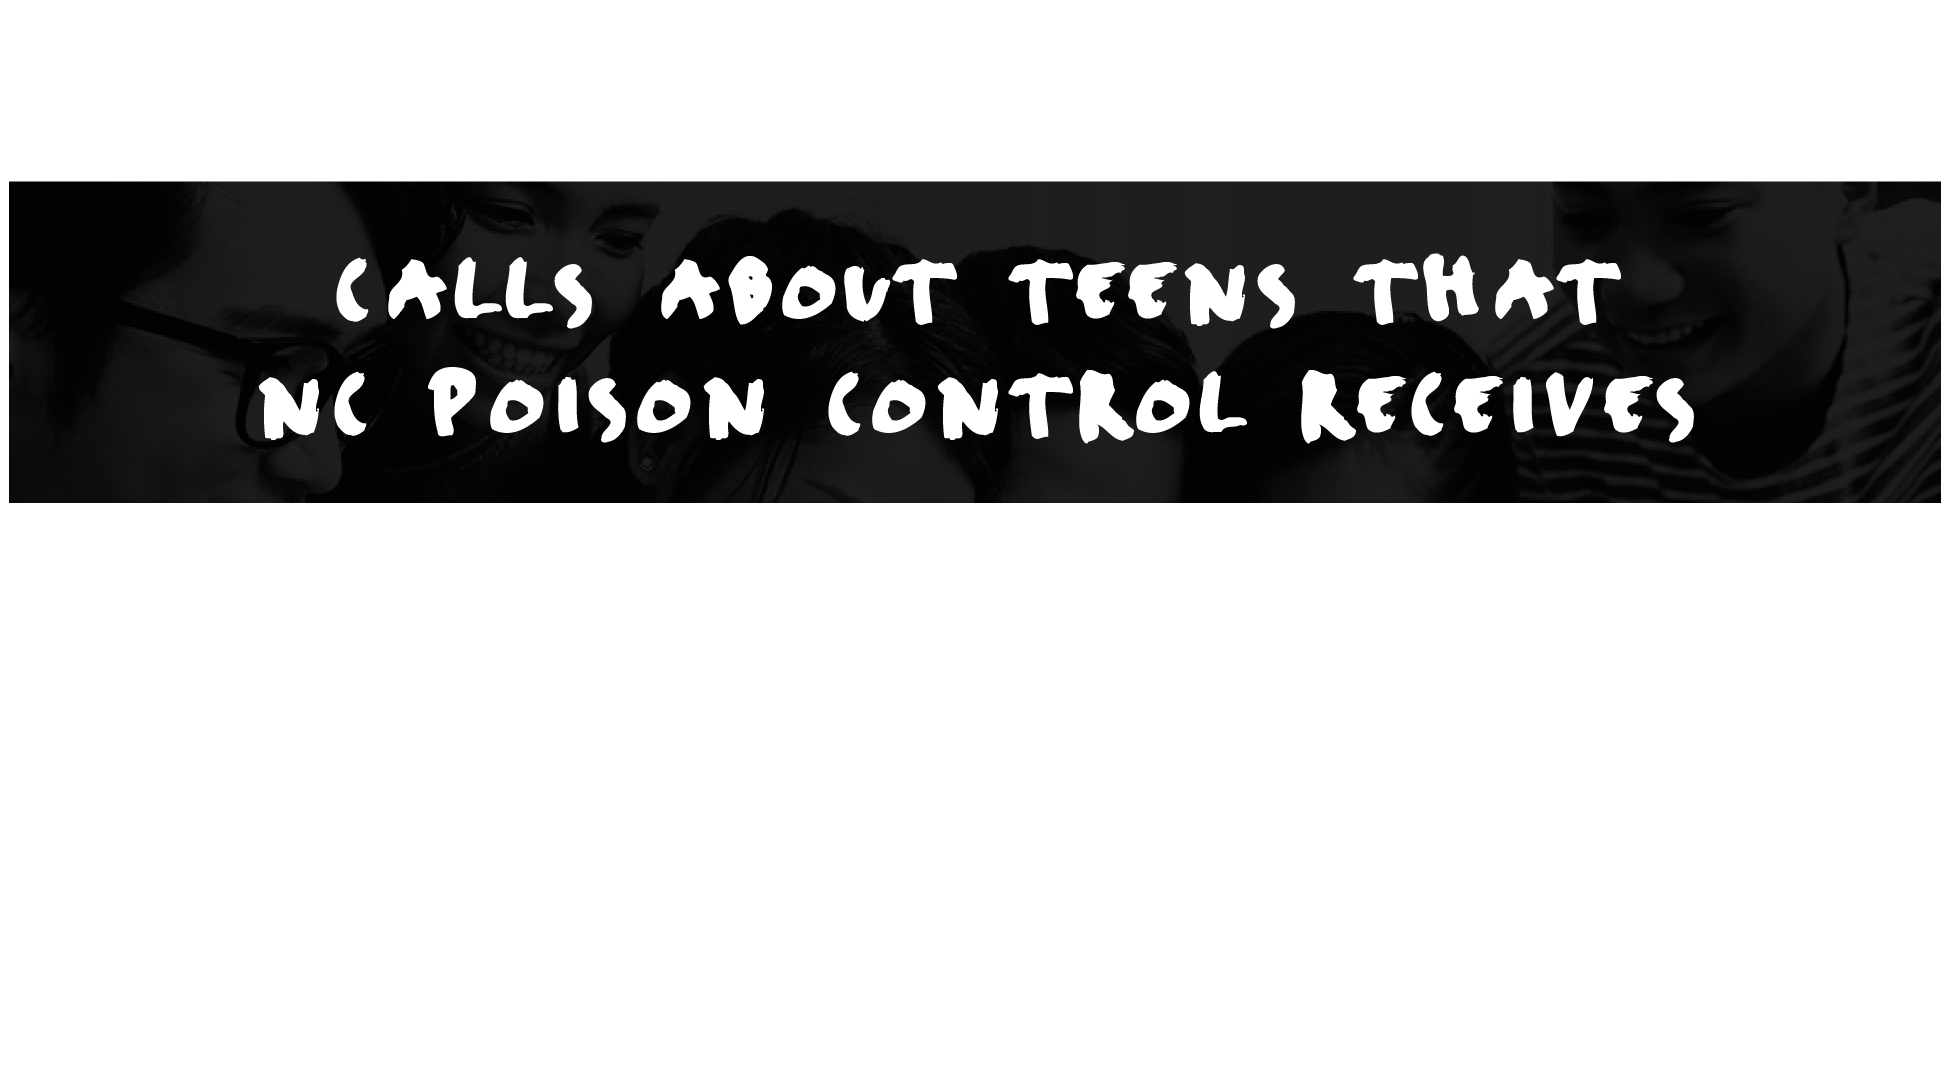 CALLS ABOUT TEENS THAT
NC POISON CONTROL RECEIVES